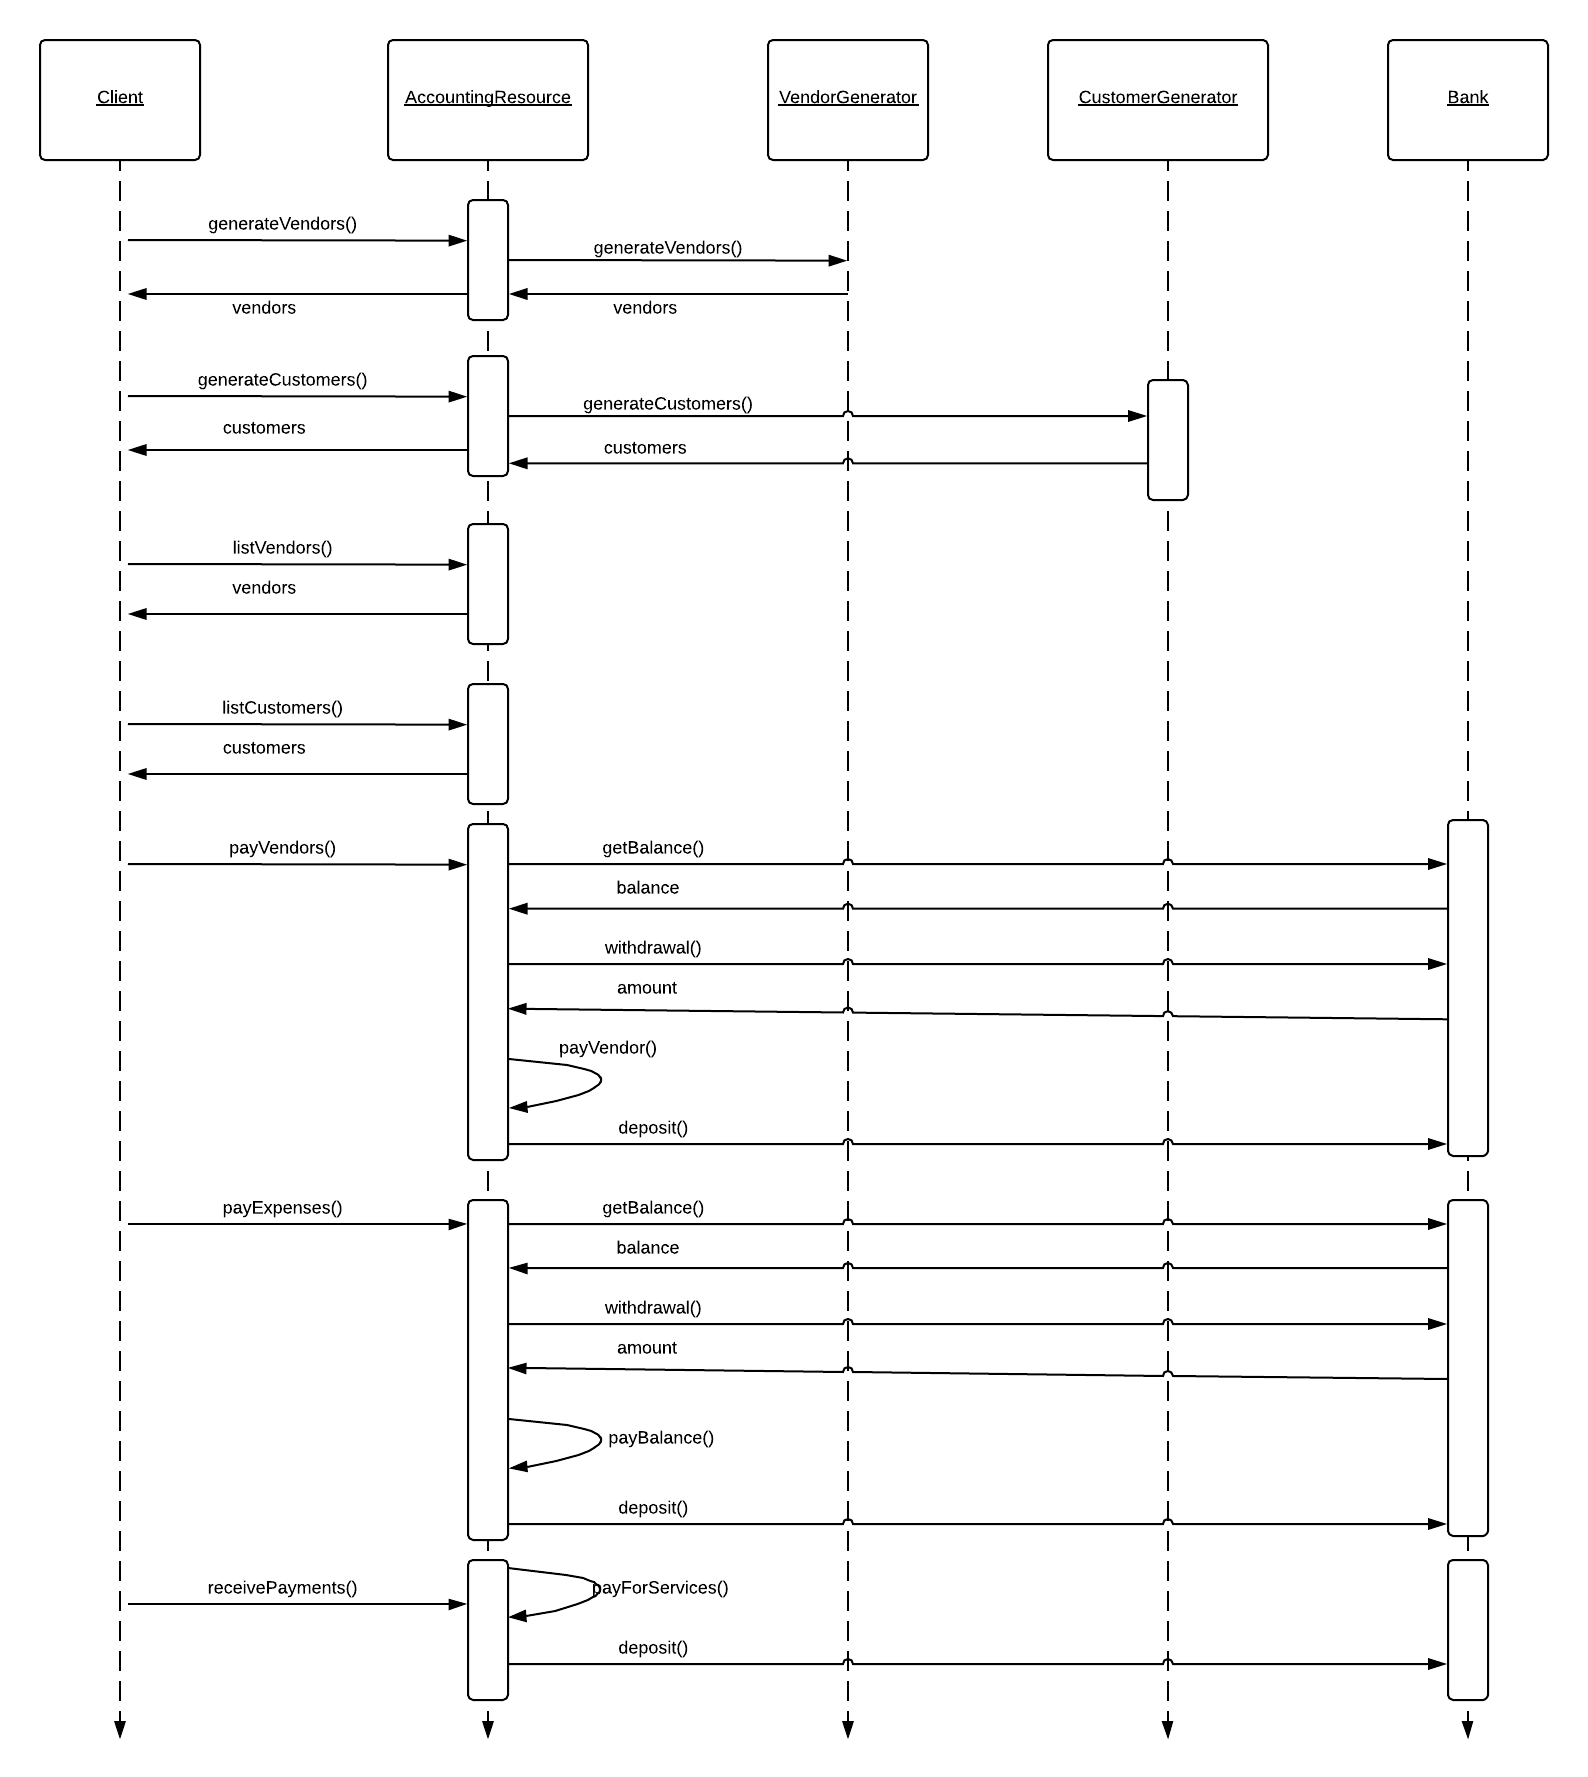 Client
AccountingResource
VendorGenerator
CustomerGenerator
Bank
generateVendors()
generateVendors()
vendors
vendors
generateCustomers()
generateCustomers()
customers
customers
listVendors()
vendors
listCustomers()
customers
payVendors()
getBalance()
balance
withdrawal()
amount
payVendor()
deposit()
payExpenses()
getBalance()
balance
withdrawal()
amount
payBalance()
deposit()
receivePayments()
payForServices()
deposit()